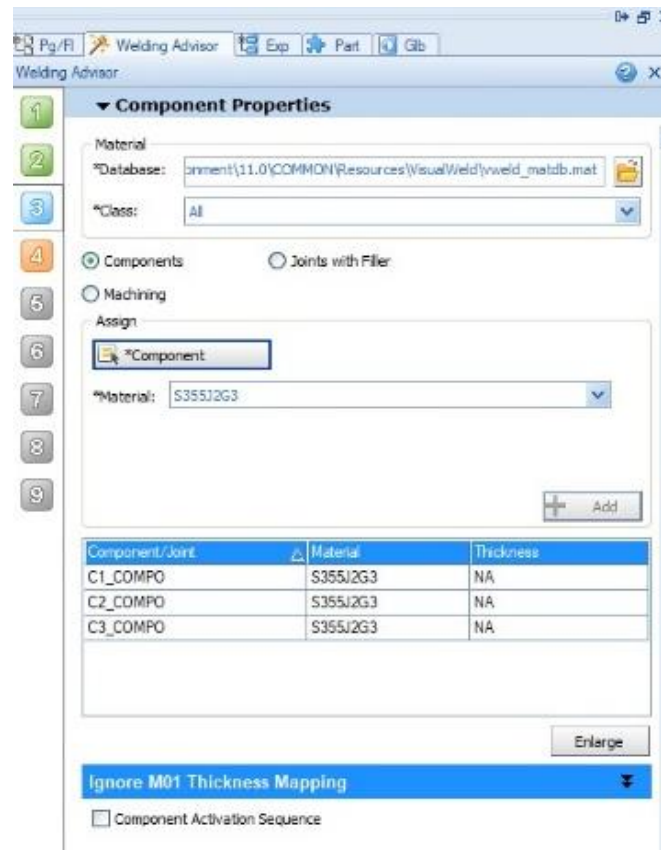 Pg/Fl Welding Advisor Exp Part Glb
Welding Advisor
1
Component Properties
Material
2
*Database: onment\11.0\COMMON\Resources\VisualWeld\vweld_matdb.mat
3
*Class: All
4
Components Joints with Filler
5
Machining
Assign
6
*Component
7
*Material: S355J2G3
8
9
Add
Component/Joint Material Thickness
C1_COMPO S355J2G3 NA
C2_COMPO S355J2G3 NA
C3_COMPO S355J2G3 NA
Enlarge
Ignore M01 Thickness Mapping
Component Activation Sequence